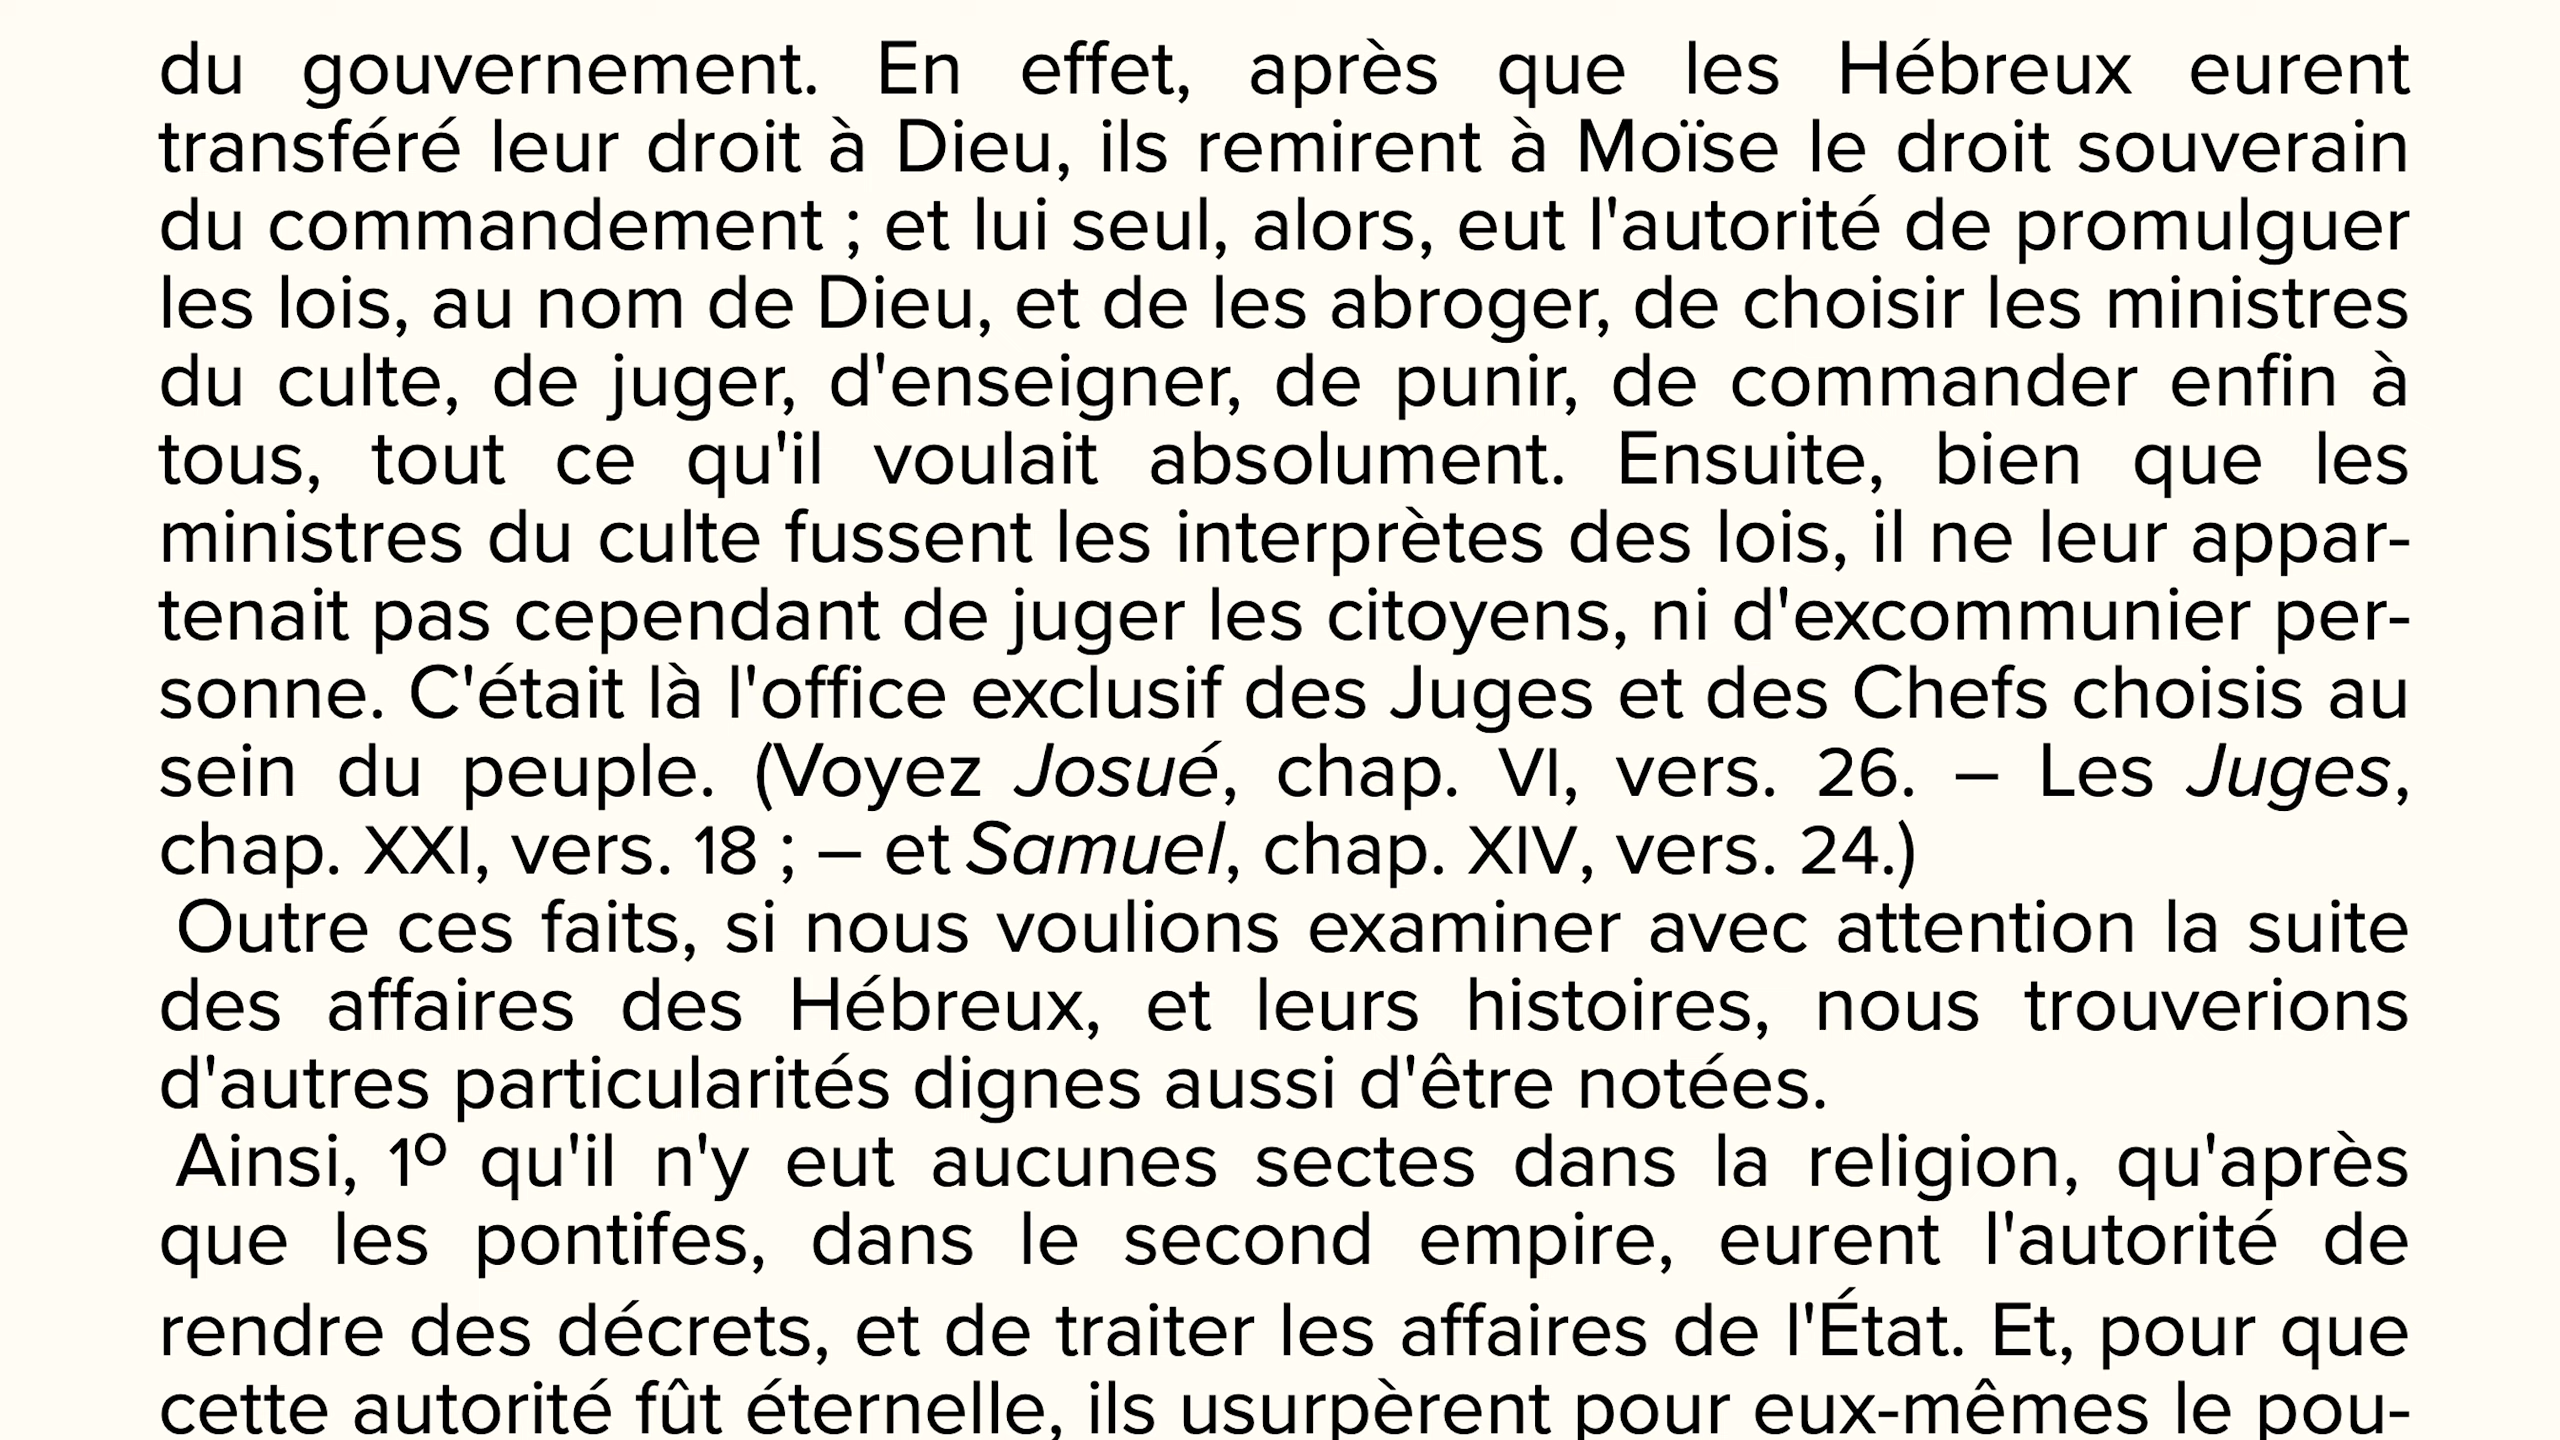 du gouvernement. En effet, après que les Hébreux eurent
transféré leur droit à Dieu, ils remirent à Moïse le droit souverain
du commandement ; et lui seul, alors, eut l'autorité de promulguer
les lois, au nom de Dieu, et de les abroger, de choisir les ministres
du culte, de juger, d'enseigner, de punir, de commander enfin à
tous, tout ce qu'il voulait absolument. Ensuite, bien que les
ministres du culte fussent les interprètes des lois, il ne leur appar-
tenait pas cependant de juger les citoyens, ni d'excommunier per-
sonne. C'était là l'office exclusif des Juges et des Chefs choisis au
sein du peuple. (Voyez Josué, chap. VI, vers. 26. – Les Juges,
chap. XXI, vers. 18 ; – et Samuel, chap. XIV, vers. 24.)
Outre ces faits, si nous voulions examiner avec attention la suite
des affaires des Hébreux, et leurs histoires, nous trouverions
d'autres particularités dignes aussi d'être notées.
Ainsi, 1º qu'il n'y eut aucunes sectes dans la religion, qu'après
que les pontifes, dans le second empire, eurent l'autorité de
rendre des décrets, et de traiter les affaires de l'État. Et, pour que
cette autorité fût éternelle, ils usurpèrent pour eux-mêmes le pou-